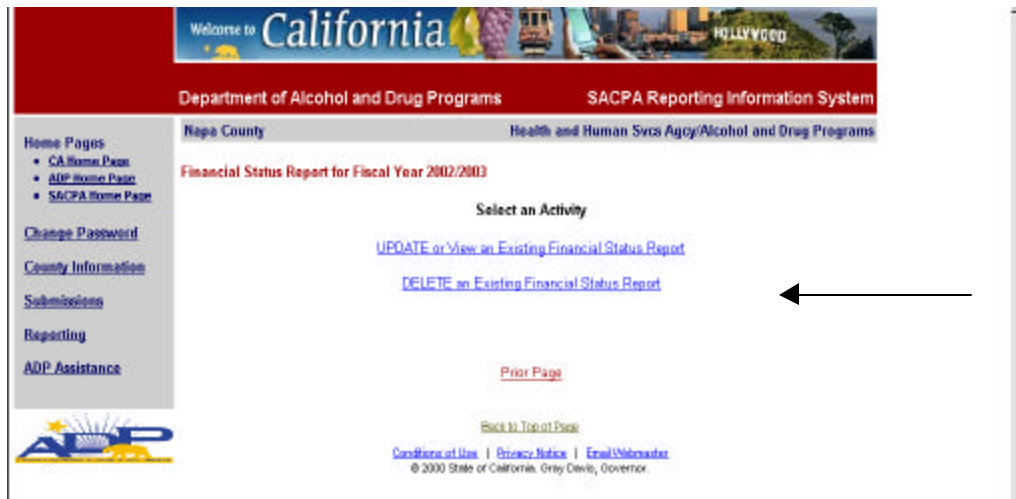 Welcome to California
HOLLYWOOD
Department of Alcohol and Drug Programs SACPA Reporting Information System
Napa County Health and Human Svcs Agcy/Alcohol and Drug Programs
Home Pages
• CA Home Page
• ADP Home Page
• SACPA Home Page
Change Password
County Information
Submissions
Reporting
ADP Assistance
Financial Status Report for Fiscal Year 2002/2003
Select an Activity
UPDATE or View an Existing Financial Status Report
DELETE an Existing Financial Status Report
Prior Page
ADP
Back to Top of Page
Conditions of Use | Privacy Notice | Email Webmaster
© 2000 State of California. Gray Davis, Governor.